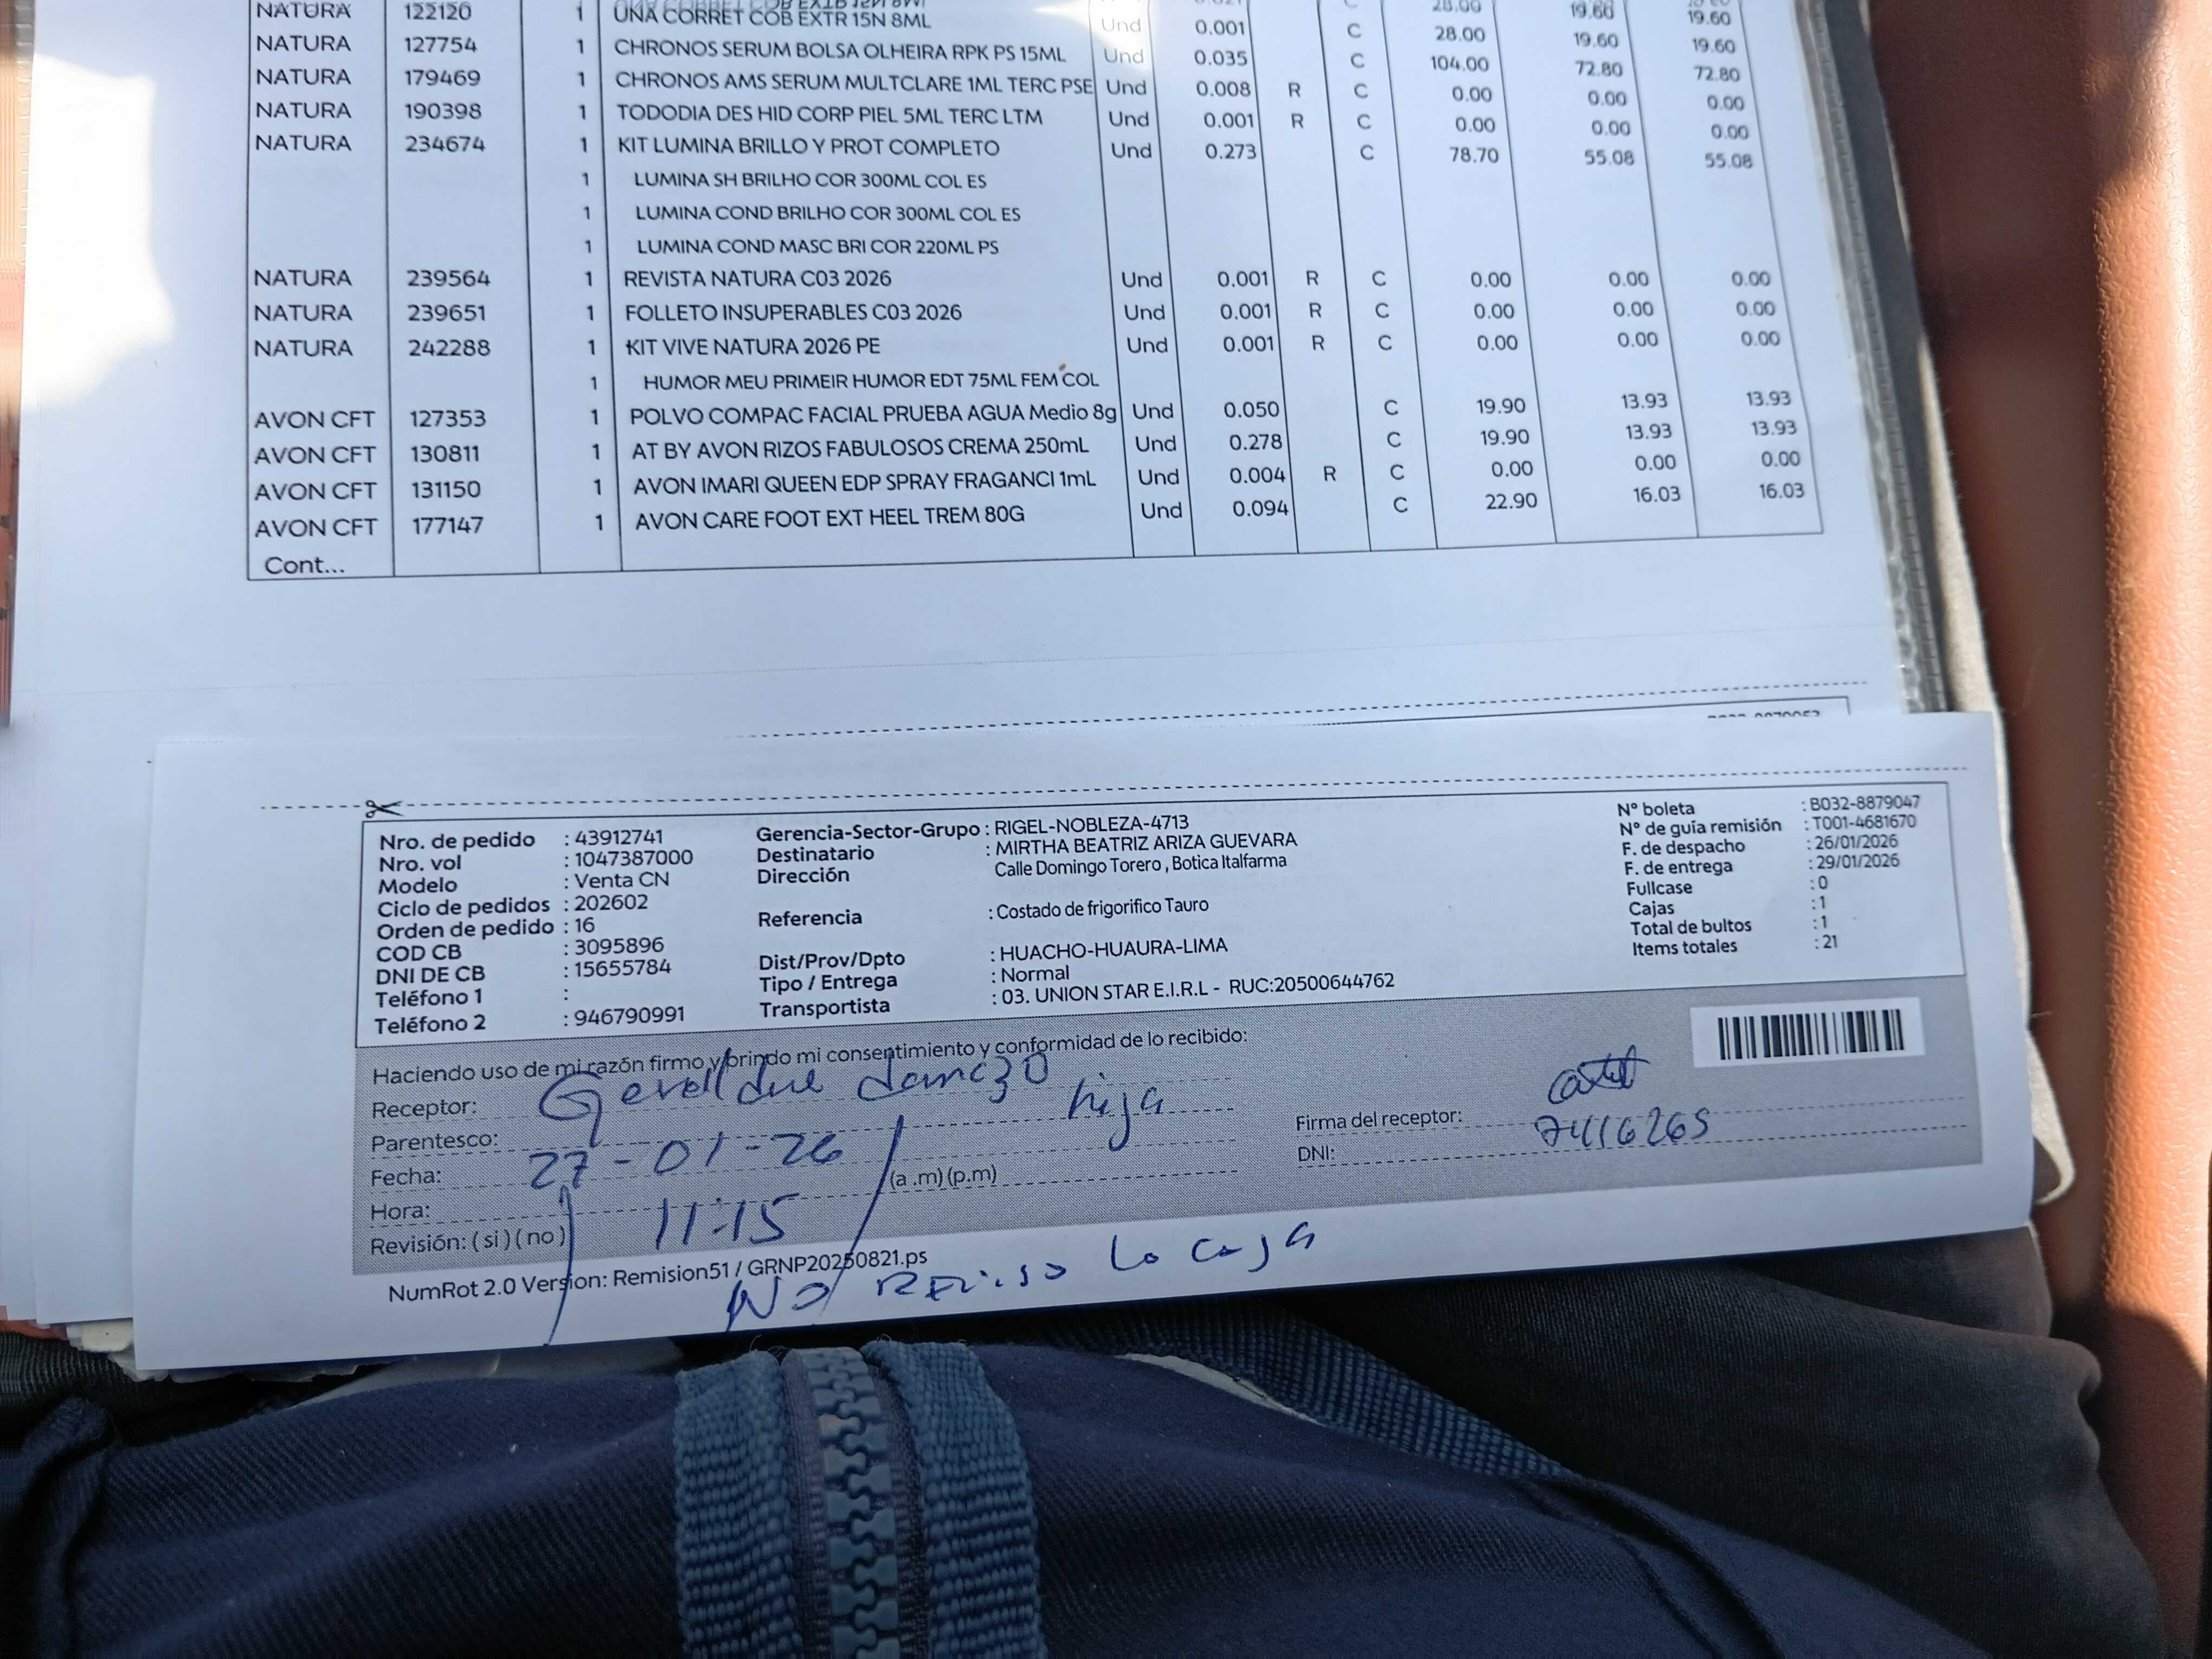 NATURA 122120 1 UNA CORRET COB EXTR 15N 8ML Und 0.001 C 28.00 19.60 19.60
NATURA 127754 1 CHRONOS SERUM BOLSA OLHEIRA RPK PS 15ML Und 0.035 C 104.00 72.80 72.80
NATURA 179469 1 CHRONOS AMS SERUM MULTCLARE 1ML TERC PSE Und 0.008 R C 0.00 0.00 0.00
NATURA 190398 1 TODODIA DES HID CORP PIEL 5ML TERC LTM Und 0.001 R C 0.00 0.00 0.00
NATURA 234674 1 KIT LUMINA BRILLO Y PROT COMPLETO Und 0.273 C 78.70 55.08 55.08
1 LUMINA SH BRILHO COR 300ML COL ES
1 LUMINA COND BRILHO COR 300ML COL ES
1 LUMINA COND MASC BRI COR 220ML PS
NATURA 239564 1 REVISTA NATURA C03 2026 Und 0.001 R C 0.00 0.00 0.00
NATURA 239651 1 FOLLETO INSUPERABLES C03 2026 Und 0.001 R C 0.00 0.00 0.00
NATURA 242288 1 KIT VIVE NATURA 2026 PE Und 0.001 R C 0.00 0.00 0.00
1 HUMOR MEU PRIMEIR HUMOR EDT 75ML FEM COL
AVON CFT 127353 1 POLVO COMPAC FACIAL PRUEBA AGUA Medio 8g Und 0.050 C 19.90 13.93 13.93
AVON CFT 130811 1 AT BY AVON RIZOS FABULOSOS CREMA 250mL Und 0.278 C 19.90 13.93 13.93
AVON CFT 131150 1 AVON IMARI QUEEN EDP SPRAY FRAGANCI 1mL Und 0.004 R C 0.00 0.00 0.00
AVON CFT 177147 1 AVON CARE FOOT EXT HEEL TREM 80G Und 0.094 C 22.90 16.03 16.03
Cont...
Nro. de pedido : 43912741 Gerencia-Sector-Grupo : RIGEL-NOBLEZA-4713 N° boleta : B032-8879047
Nro. vol : 1047387000 Destinatario : MIRTHA BEATRIZ ARIZA GUEVARA N° de guía remisión : T001-4681670
Modelo : Venta CN Dirección Calle Domingo Torero , Botica Italfarma F. de despacho : 26/01/2026
Ciclo de pedidos : 202602 F. de entrega : 29/01/2026
Orden de pedido : 16 Referencia : Costado de frigorifico Tauro Fullcase : 0
COD CB : 3095896 Cajas : 1
DNI DE CB : 15655784 Dist/Prov/Dpto : HUACHO-HUAURA-LIMA Total de bultos : 1
Teléfono 1 : Tipo / Entrega : Normal Items totales : 21
Teléfono 2 : 946790991 Transportista : 03. UNION STAR E.I.R.L - RUC:20500644762
Haciendo uso de mi razón firmo y brindo mi consentimiento y conformidad de lo recibido:
Receptor:
Parentesco: hija Firma del receptor:
Fecha: 27-01-26 DNI: 74116265
Hora: 11:15 (a .m) (p.m)
Revisión: ( si ) ( no )
NumRot 2.0 Version: Remision51 / GRNP20250821.ps
No Reviso la caja